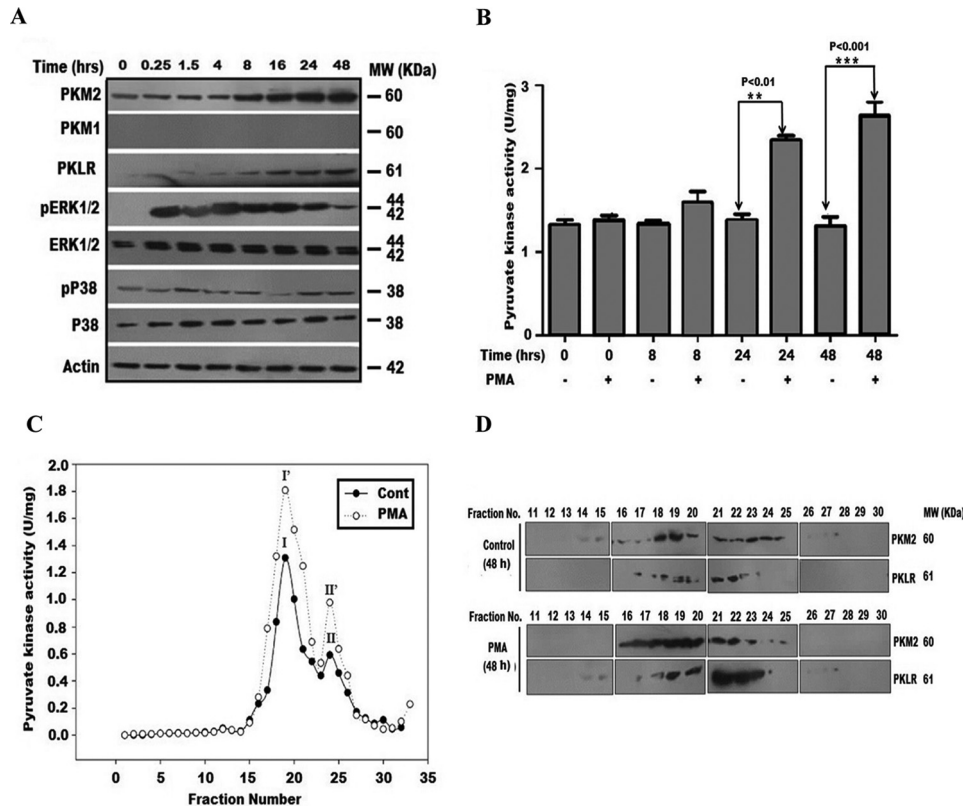 A
Time (hrs) 0 0.25 1.5 4 8 16 24 48 MW (KDa)
PKM2 60
PKM1 60
PKLR 61
pERK1/2 44
42
ERK1/2 44
42
pP38 38
P38 38
Actin 42
B
Pyruvate kinase activity (U/mg)
3
2
1
0
P<0.01
**
P<0.001
***
Time (hrs) 0 0 8 8 24 24 48 48
PMA - + - + - + - +
C
Pyruvate kinase activity (U/mg)
2.0
1.8
1.6
1.4
1.2
1.0
0.8
0.6
0.4
0.2
0.0
I'
I
II'
II
Cont
PMA
0 5 10 15 20 25 30 35
Fraction Number
D
Fraction No. 11 12 13 14 15 16 17 18 19 20 21 22 23 24 25 26 27 28 29 30 MW (KDa)
Control
(48 h)
PKM2 60
PKLR 61
Fraction No. 11 12 13 14 15 16 17 18 19 20 21 22 23 24 25 26 27 28 29 30
PMA
(48 h)
PKM2 60
PKLR 61